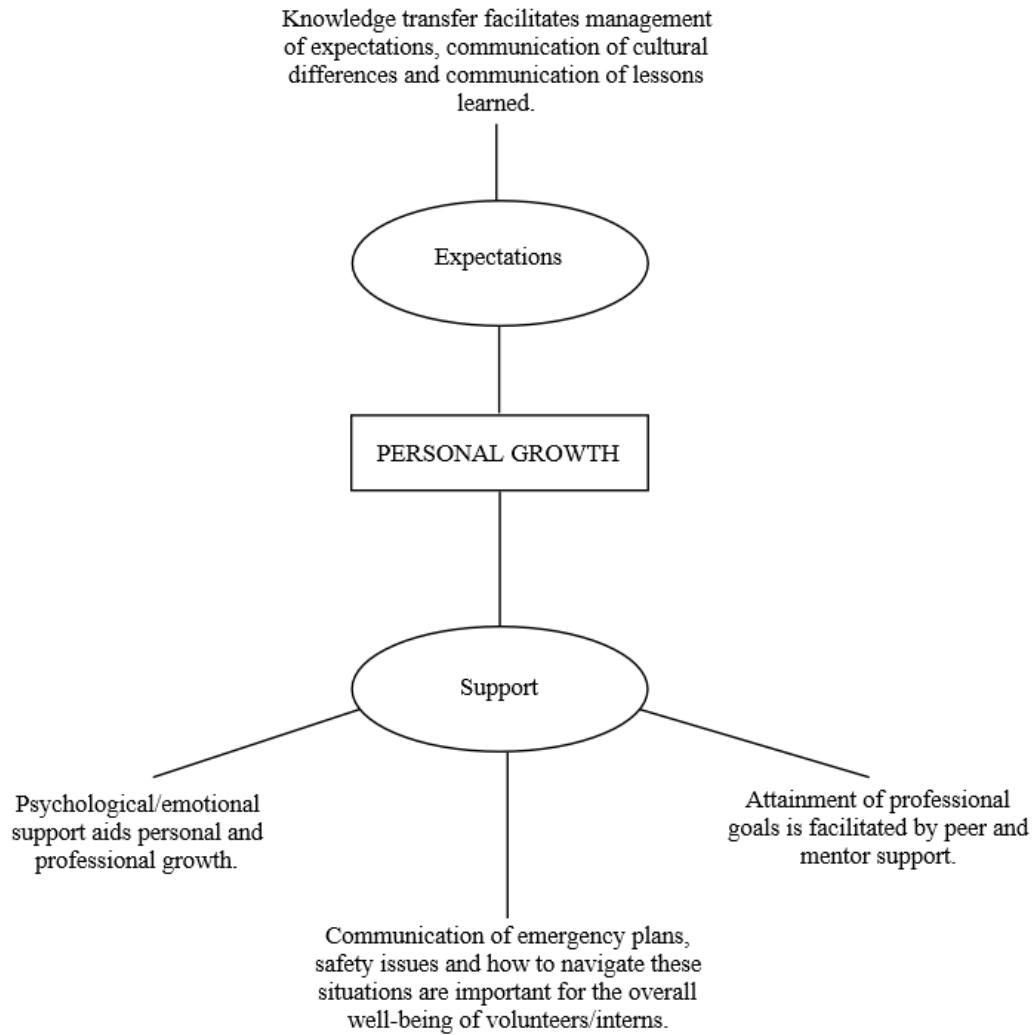 Knowledge transfer facilitates management
of expectations, communication of cultural
differences and communication of lessons
learned.
Expectations
PERSONAL GROWTH
Support
Psychological/emotional
support aids personal and
professional growth.
Attainment of professional
goals is facilitated by peer and
mentor support.
Communication of emergency plans,
safety issues and how to navigate these
situations are important for the overall
well-being of volunteers/interns.